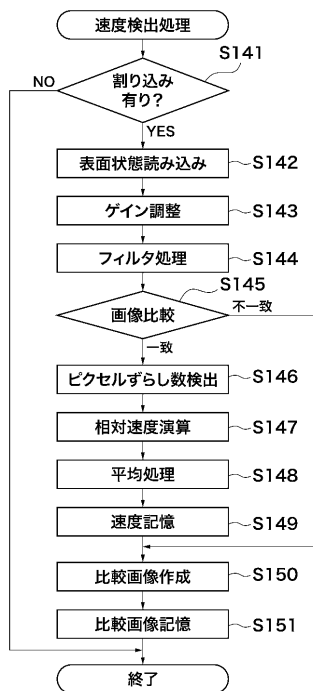 速度検出処理
S141
割り込み
有り?
NO
YES
表面状態読み込み
S142
ゲイン調整
S143
フィルタ処理
S144
S145
画像比較
不一致
一致
ピクセルずらし数検出
S146
相対速度演算
S147
平均処理
S148
速度記憶
S149
比較画像作成
S150
比較画像記憶
S151
終了